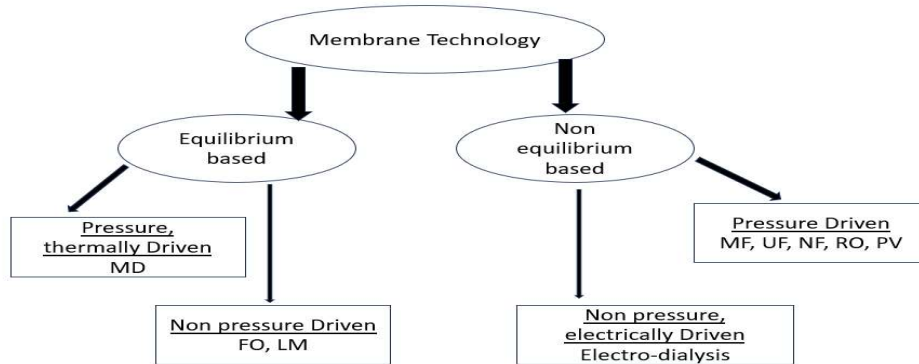 Membrane Technology
Equilibrium
based
Non
equilibrium
based
Pressure,
thermally Driven
MD
Pressure Driven
MF, UF, NF, RO, PV
Non pressure Driven
FO, LM
Non pressure,
electrically Driven
Electro-dialysis